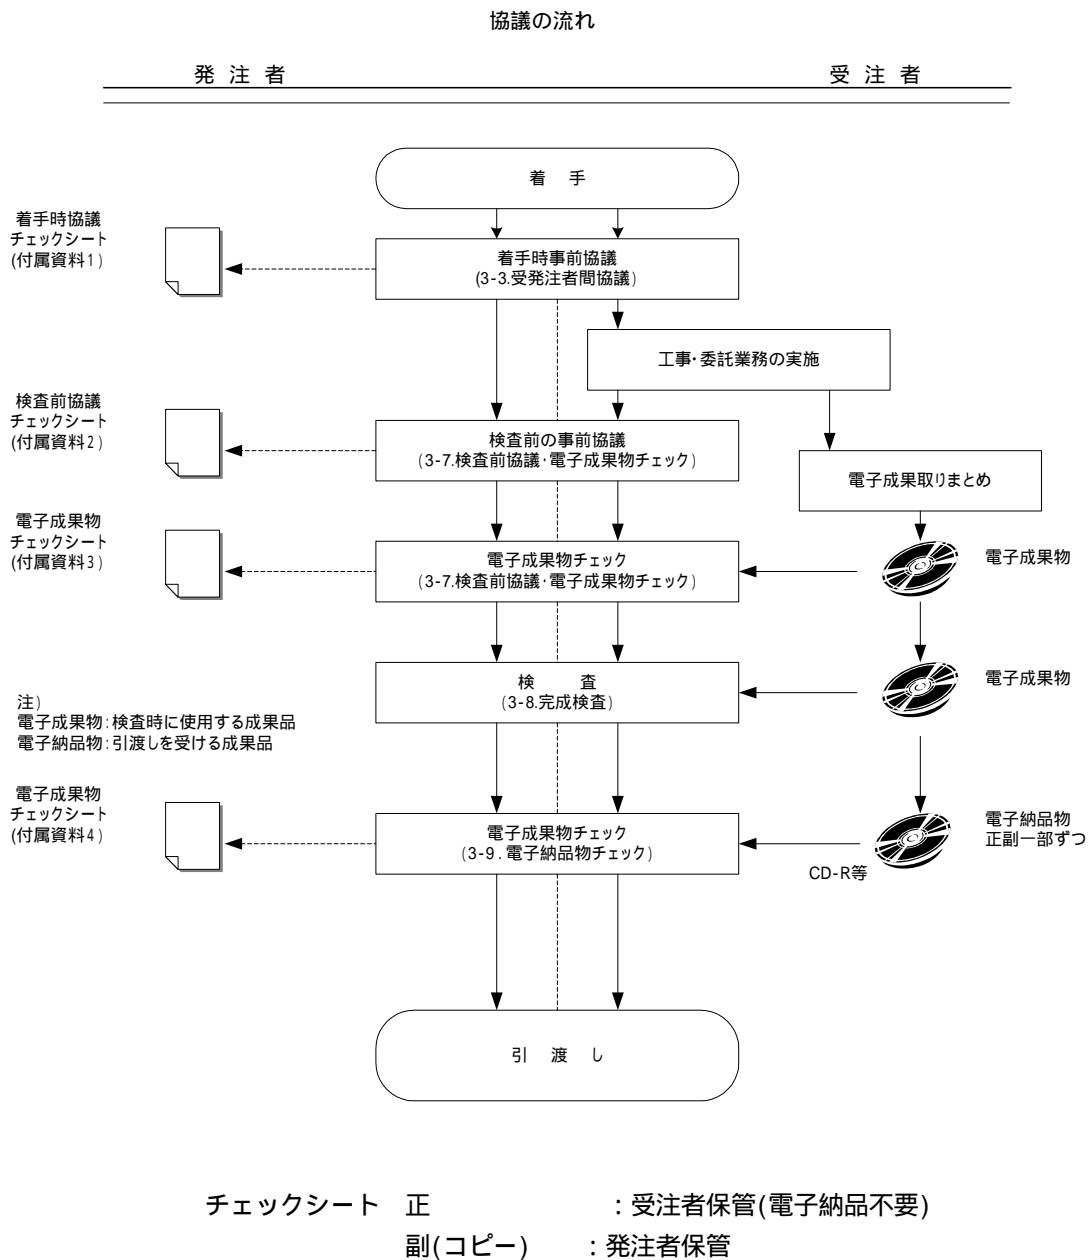 協議の流れ
発 注 者
受 注 者
着 手
着手時協議
チェックシート
(付属資料1)
着手時事前協議
(3-3.受発注者間協議)
工事・委託業務の実施
検査前協議
チェックシート
(付属資料2)
検査前の事前協議
(3-7.検査前協議・電子成果物チェック)
電子成果取りまとめ
電子成果物
チェックシート
(付属資料3)
電子成果物チェック
(3-7.検査前協議・電子成果物チェック)
電子成果物
検 査
(3-8.完成検査)
電子成果物
注)
電子成果物:検査時に使用する成果品
電子納品物:引渡しを受ける成果品
電子成果物
チェックシート
(付属資料4)
電子成果物チェック
(3-9.電子納品物チェック)
CD-R等
電子納品物
正副一部ずつ
引 渡 し
チェックシート 正 :受注者保管(電子納品不要)
副(コピー) :発注者保管